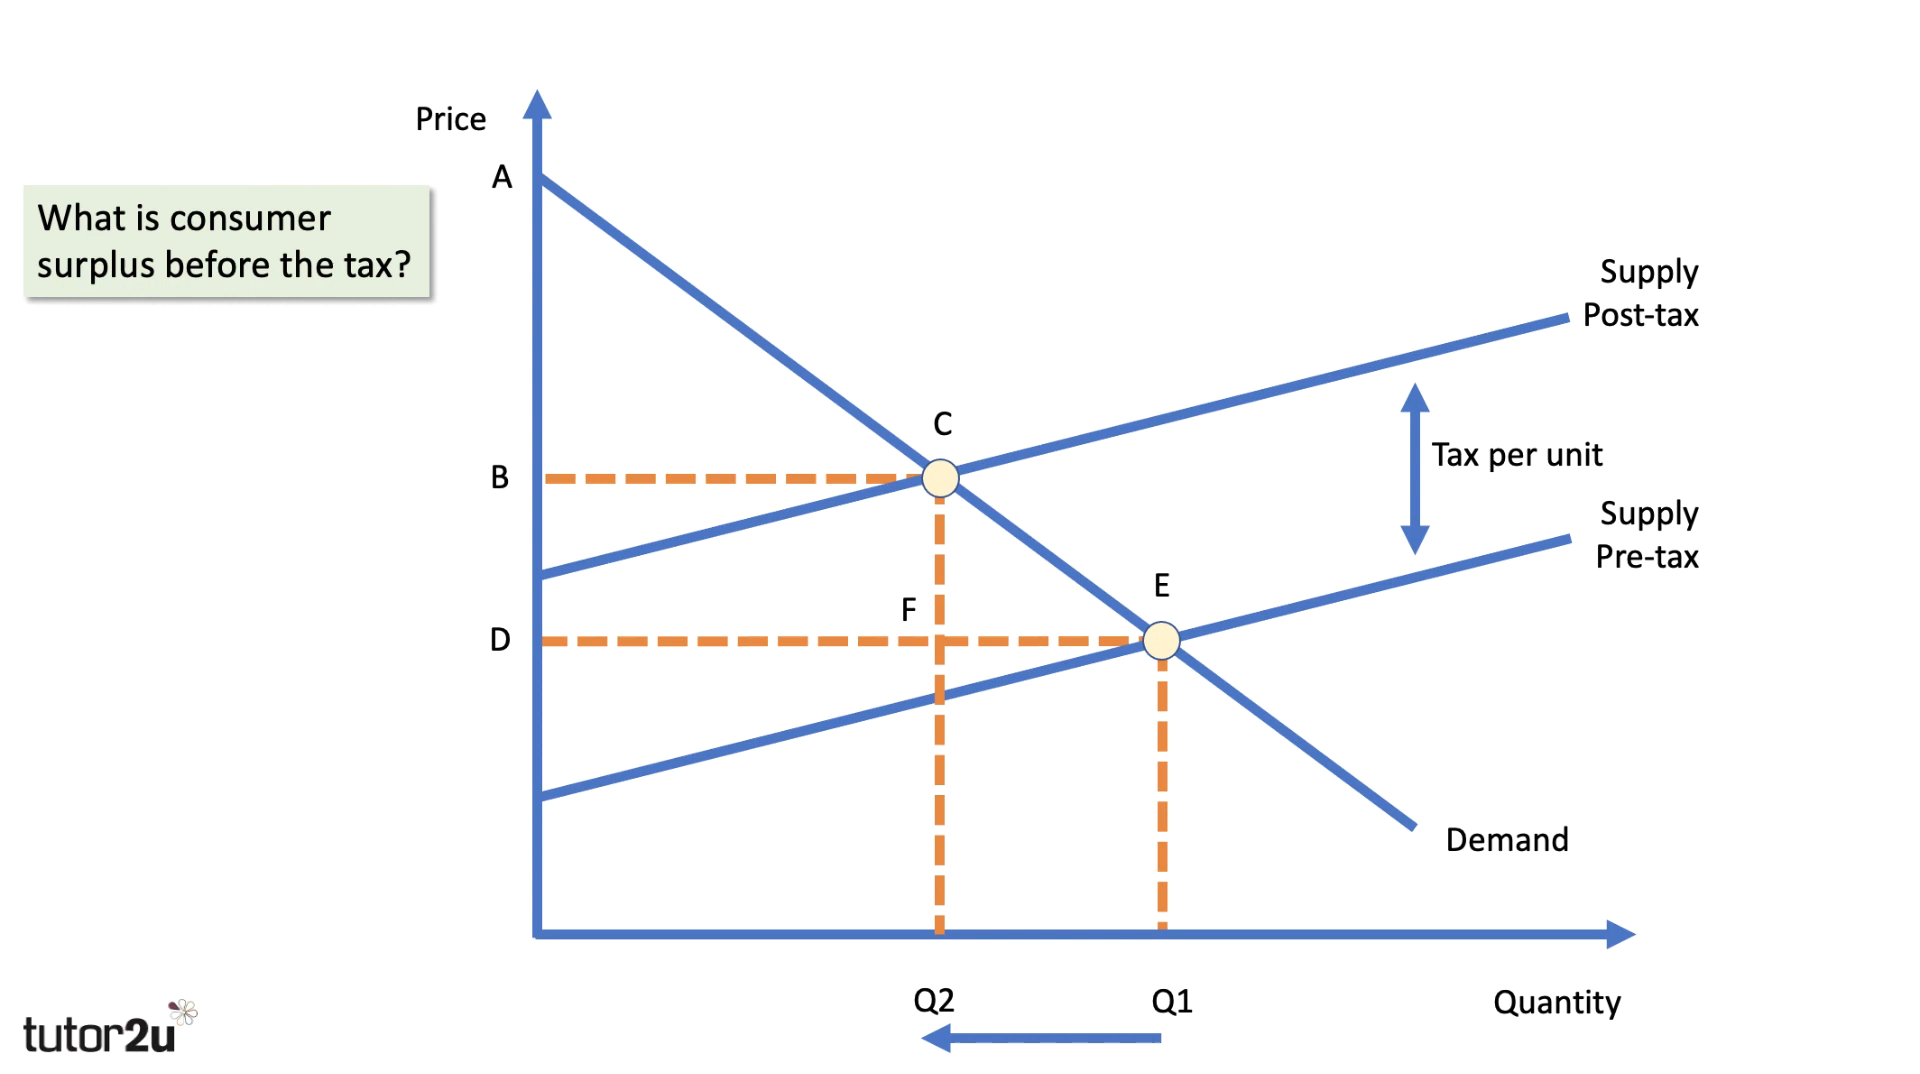 Price
A
What is consumer
surplus before the tax?
Supply
Post-tax
C
Tax per unit
B
Supply
Pre-tax
E
F
D
Demand
Q2
Q1
Quantity
tutor2u